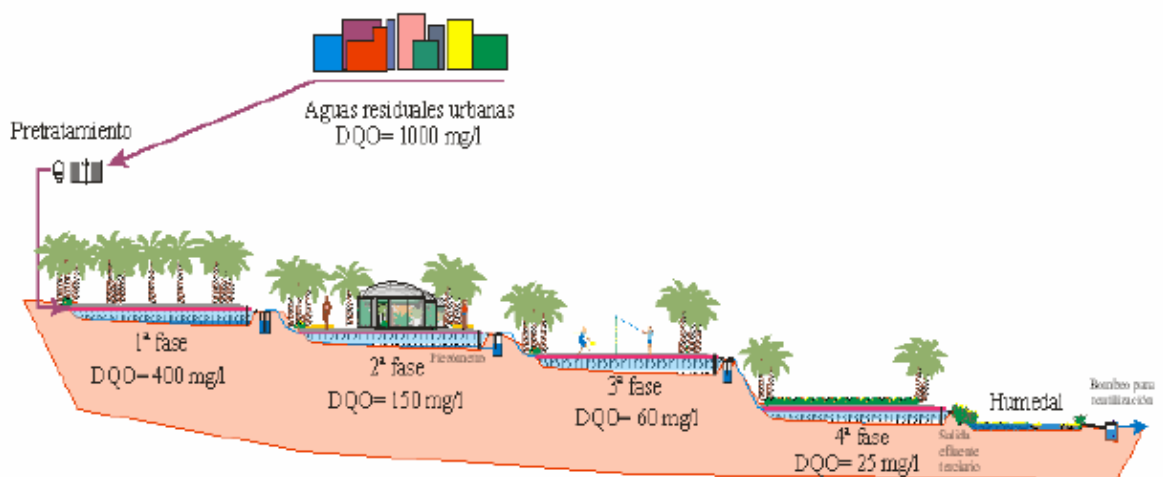 Aguas residuales urbanas
DQO= 1000 mg/l
Pretratamiento
1ª fase
DQO= 400 mg/l
2ª fase
Piezómetro
DQO= 150 mg/l
3ª fase
DQO= 60 mg/l
4ª fase
DQO= 25 mg/l
Salida
efluente
terciario
Humedal
Bombeo para
reutilización